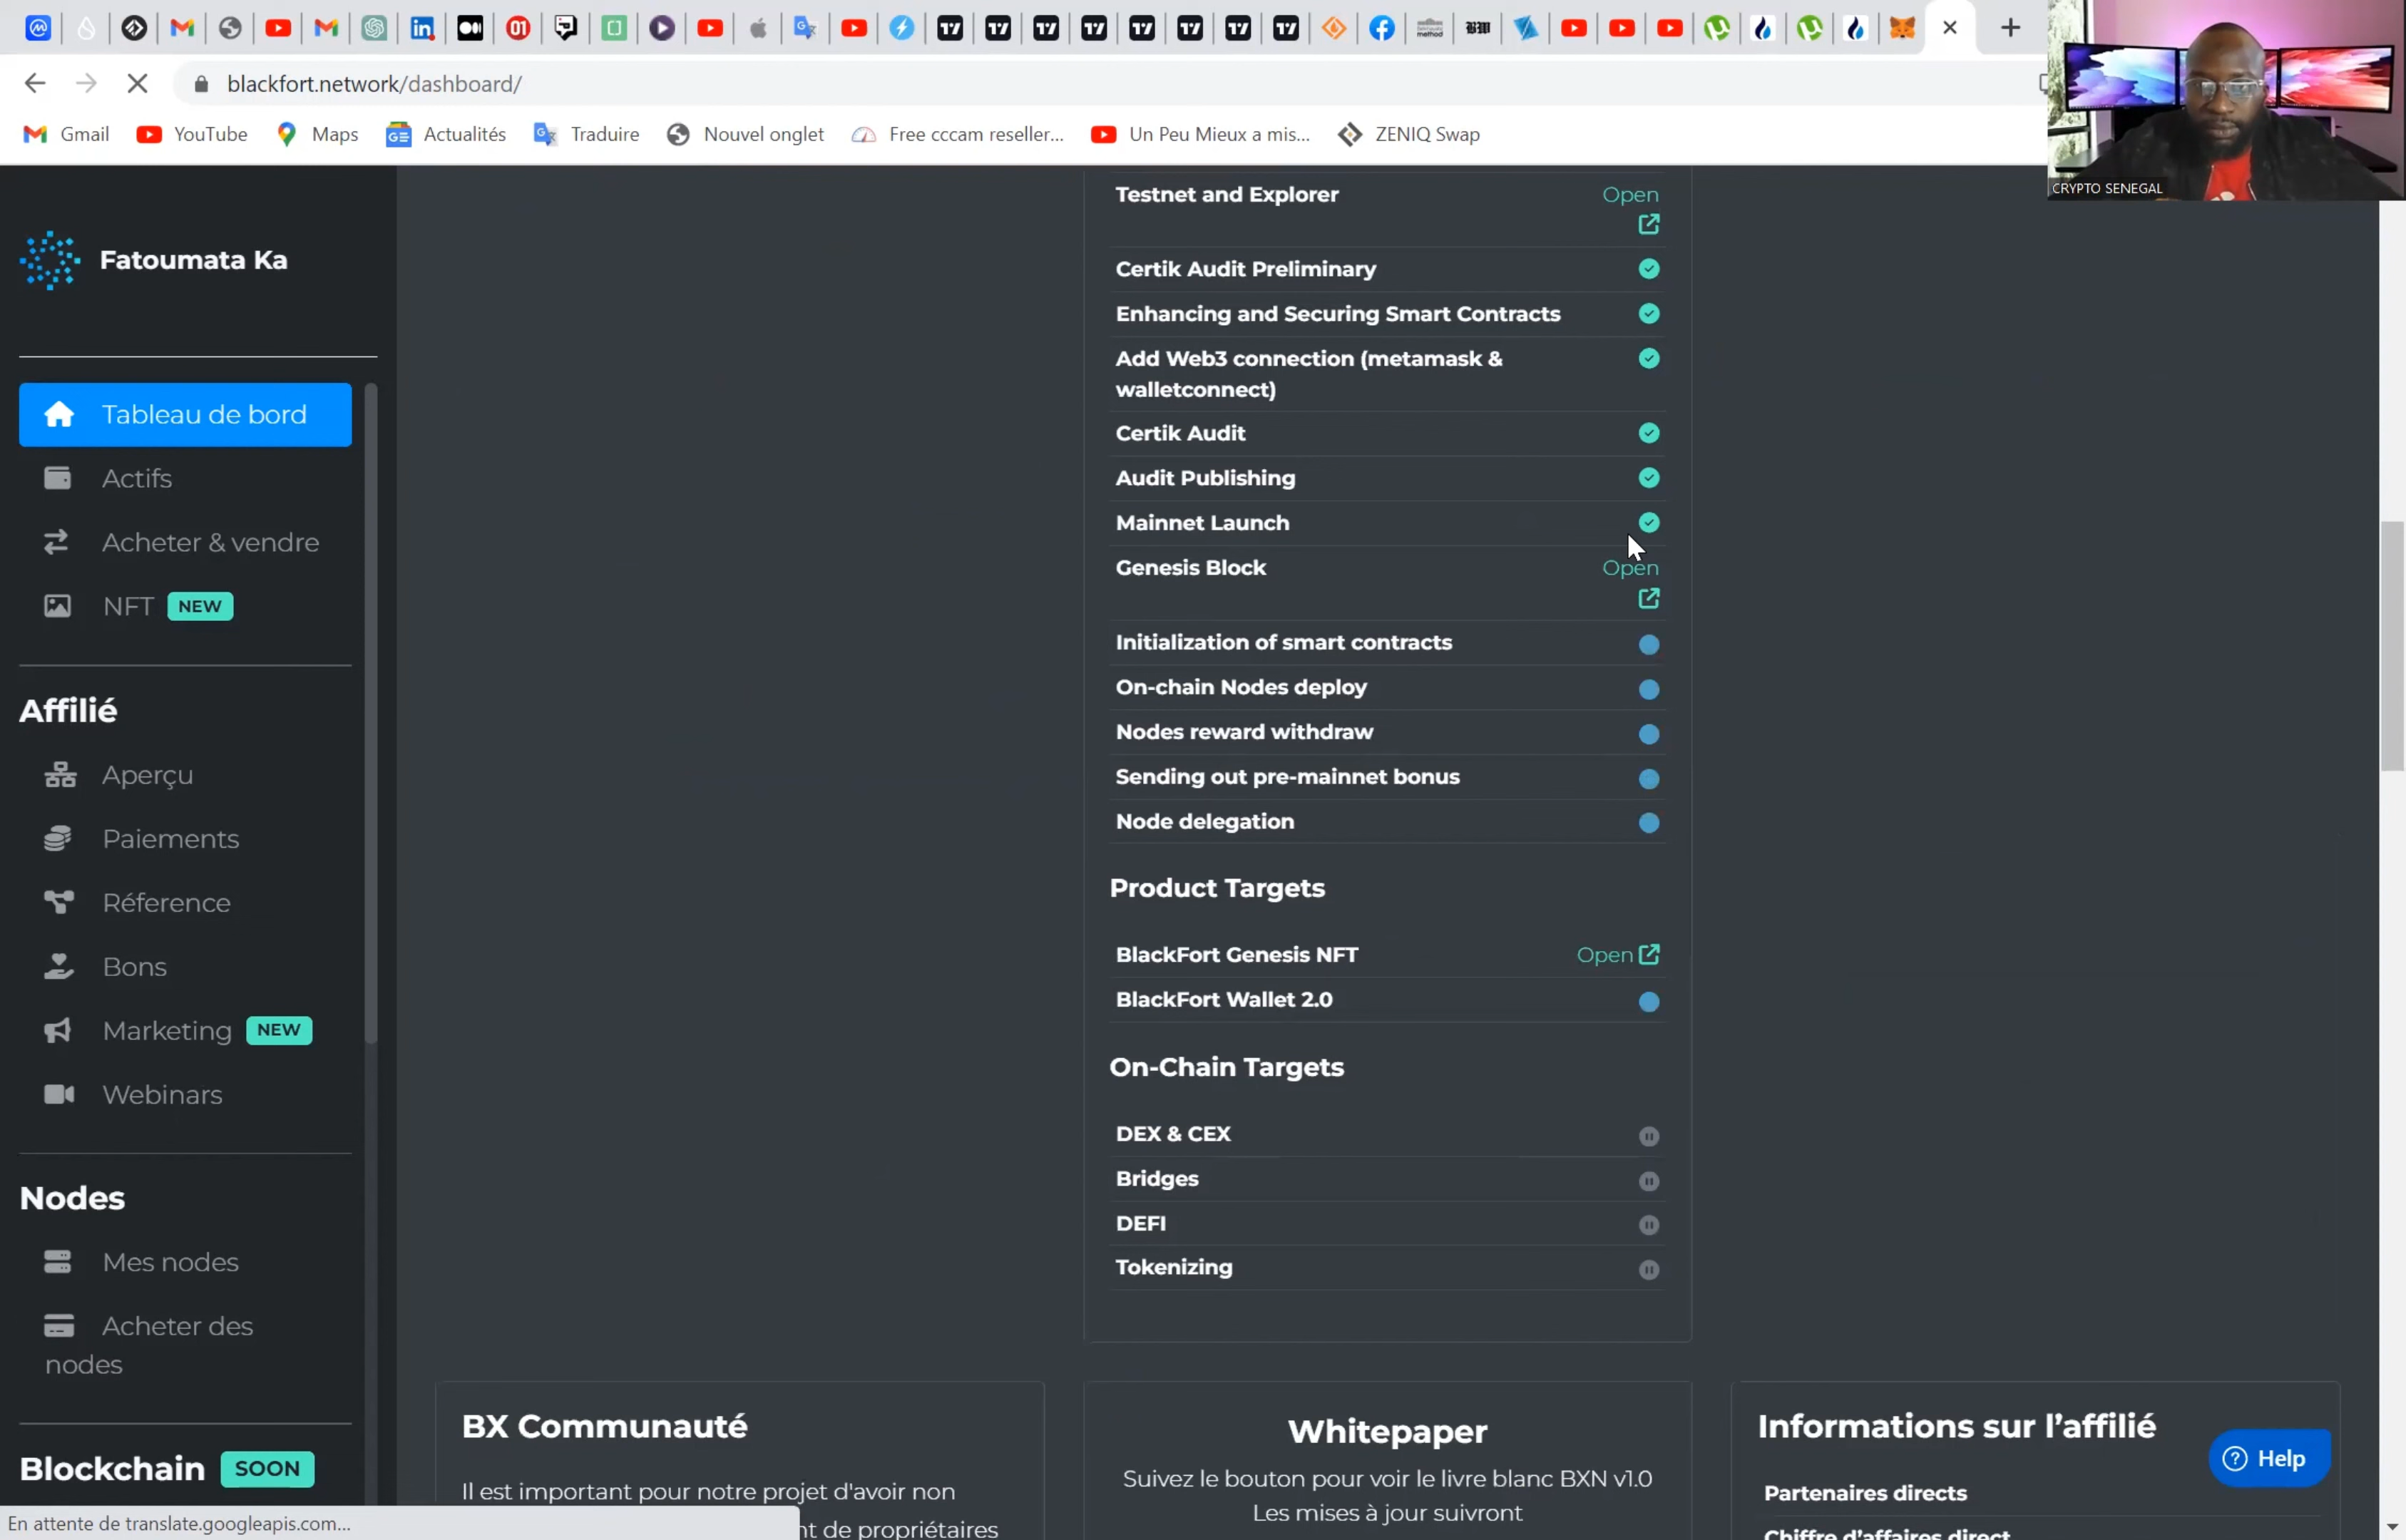 blackfort.network/dashboard/
Gmail
YouTube
Maps
Actualités
Traduire
Nouvel onglet
Free cccam reseller...
Un Peu Mieux a mis...
ZENIQ Swap
CRYPTO SENEGAL
Fatoumata Ka
Tableau de bord
Actifs
Acheter & vendre
NFT NEW
Affilié
Aperçu
Paiements
Réference
Bons
Marketing NEW
Webinars
Nodes
Mes nodes
Acheter des
nodes
Blockchain SOON
Testnet and Explorer Open
Certik Audit Preliminary
Enhancing and Securing Smart Contracts
Add Web3 connection (metamask &
walletconnect)
Certik Audit
Audit Publishing
Mainnet Launch
Genesis Block Open
Initialization of smart contracts
On-chain Nodes deploy
Nodes reward withdraw
Sending out pre-mainnet bonus
Node delegation
Product Targets
BlackFort Genesis NFT Open
BlackFort Wallet 2.0
On-Chain Targets
DEX & CEX
Bridges
DEFI
Tokenizing
BX Communauté
Il est important pour notre projet d'avoir non
nt de propriétaires
Whitepaper
Suivez le bouton pour voir le livre blanc BXN v1.0
Les mises à jour suivront
Informations sur l'affilié
Partenaires directs
Chiffre d'affaires direct
Help
En attente de translate.googleapis.com...